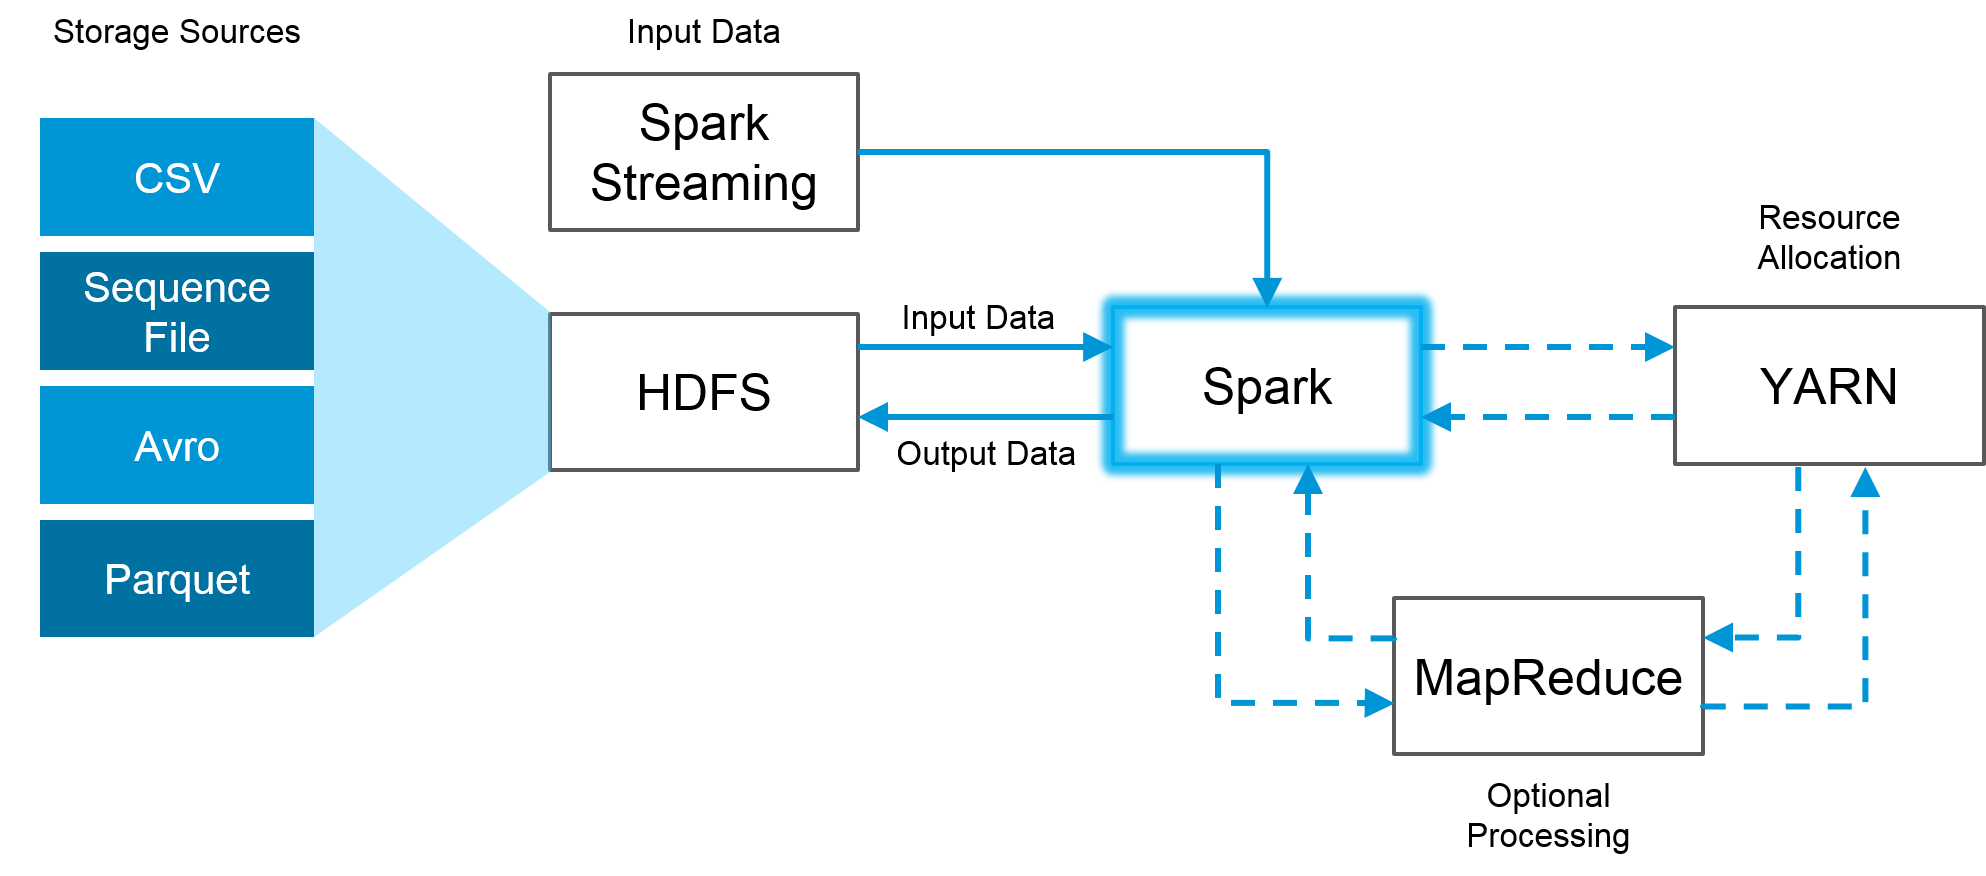 Storage Sources
Input Data
CSV
Sequence
File
Avro
Parquet
Spark
Streaming
HDFS
Input Data
Output Data
Spark
Resource
Allocation
YARN
MapReduce
Optional
Processing